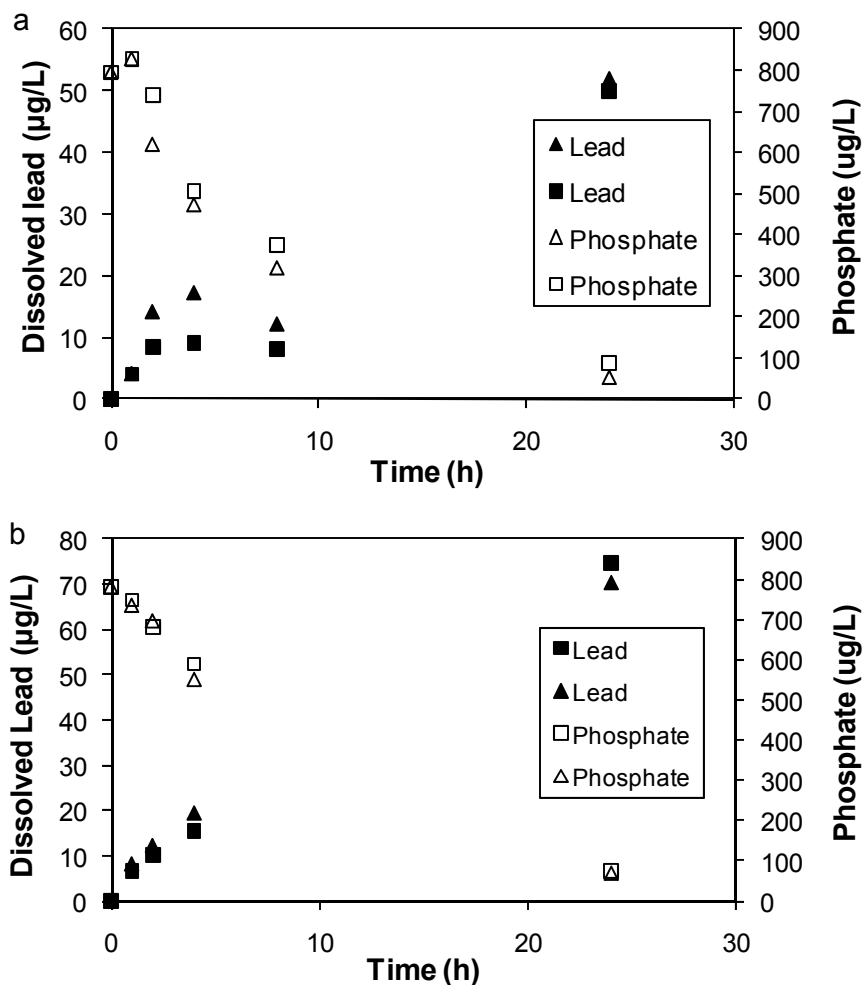 a
60
50
40
30
20
10
0
Dissolved lead (µg/L)
900
800
700
600
500
400
300
200
100
0
Phosphate (ug/L)
Lead
Lead
Phosphate
Phosphate
0 10 20 30
Time (h)
b
80
70
60
50
40
30
20
10
0
Dissolved Lead (µg/L)
900
800
700
600
500
400
300
200
100
0
Phosphate (ug/L)
Lead
Lead
Phosphate
Phosphate
0 10 20 30
Time (h)